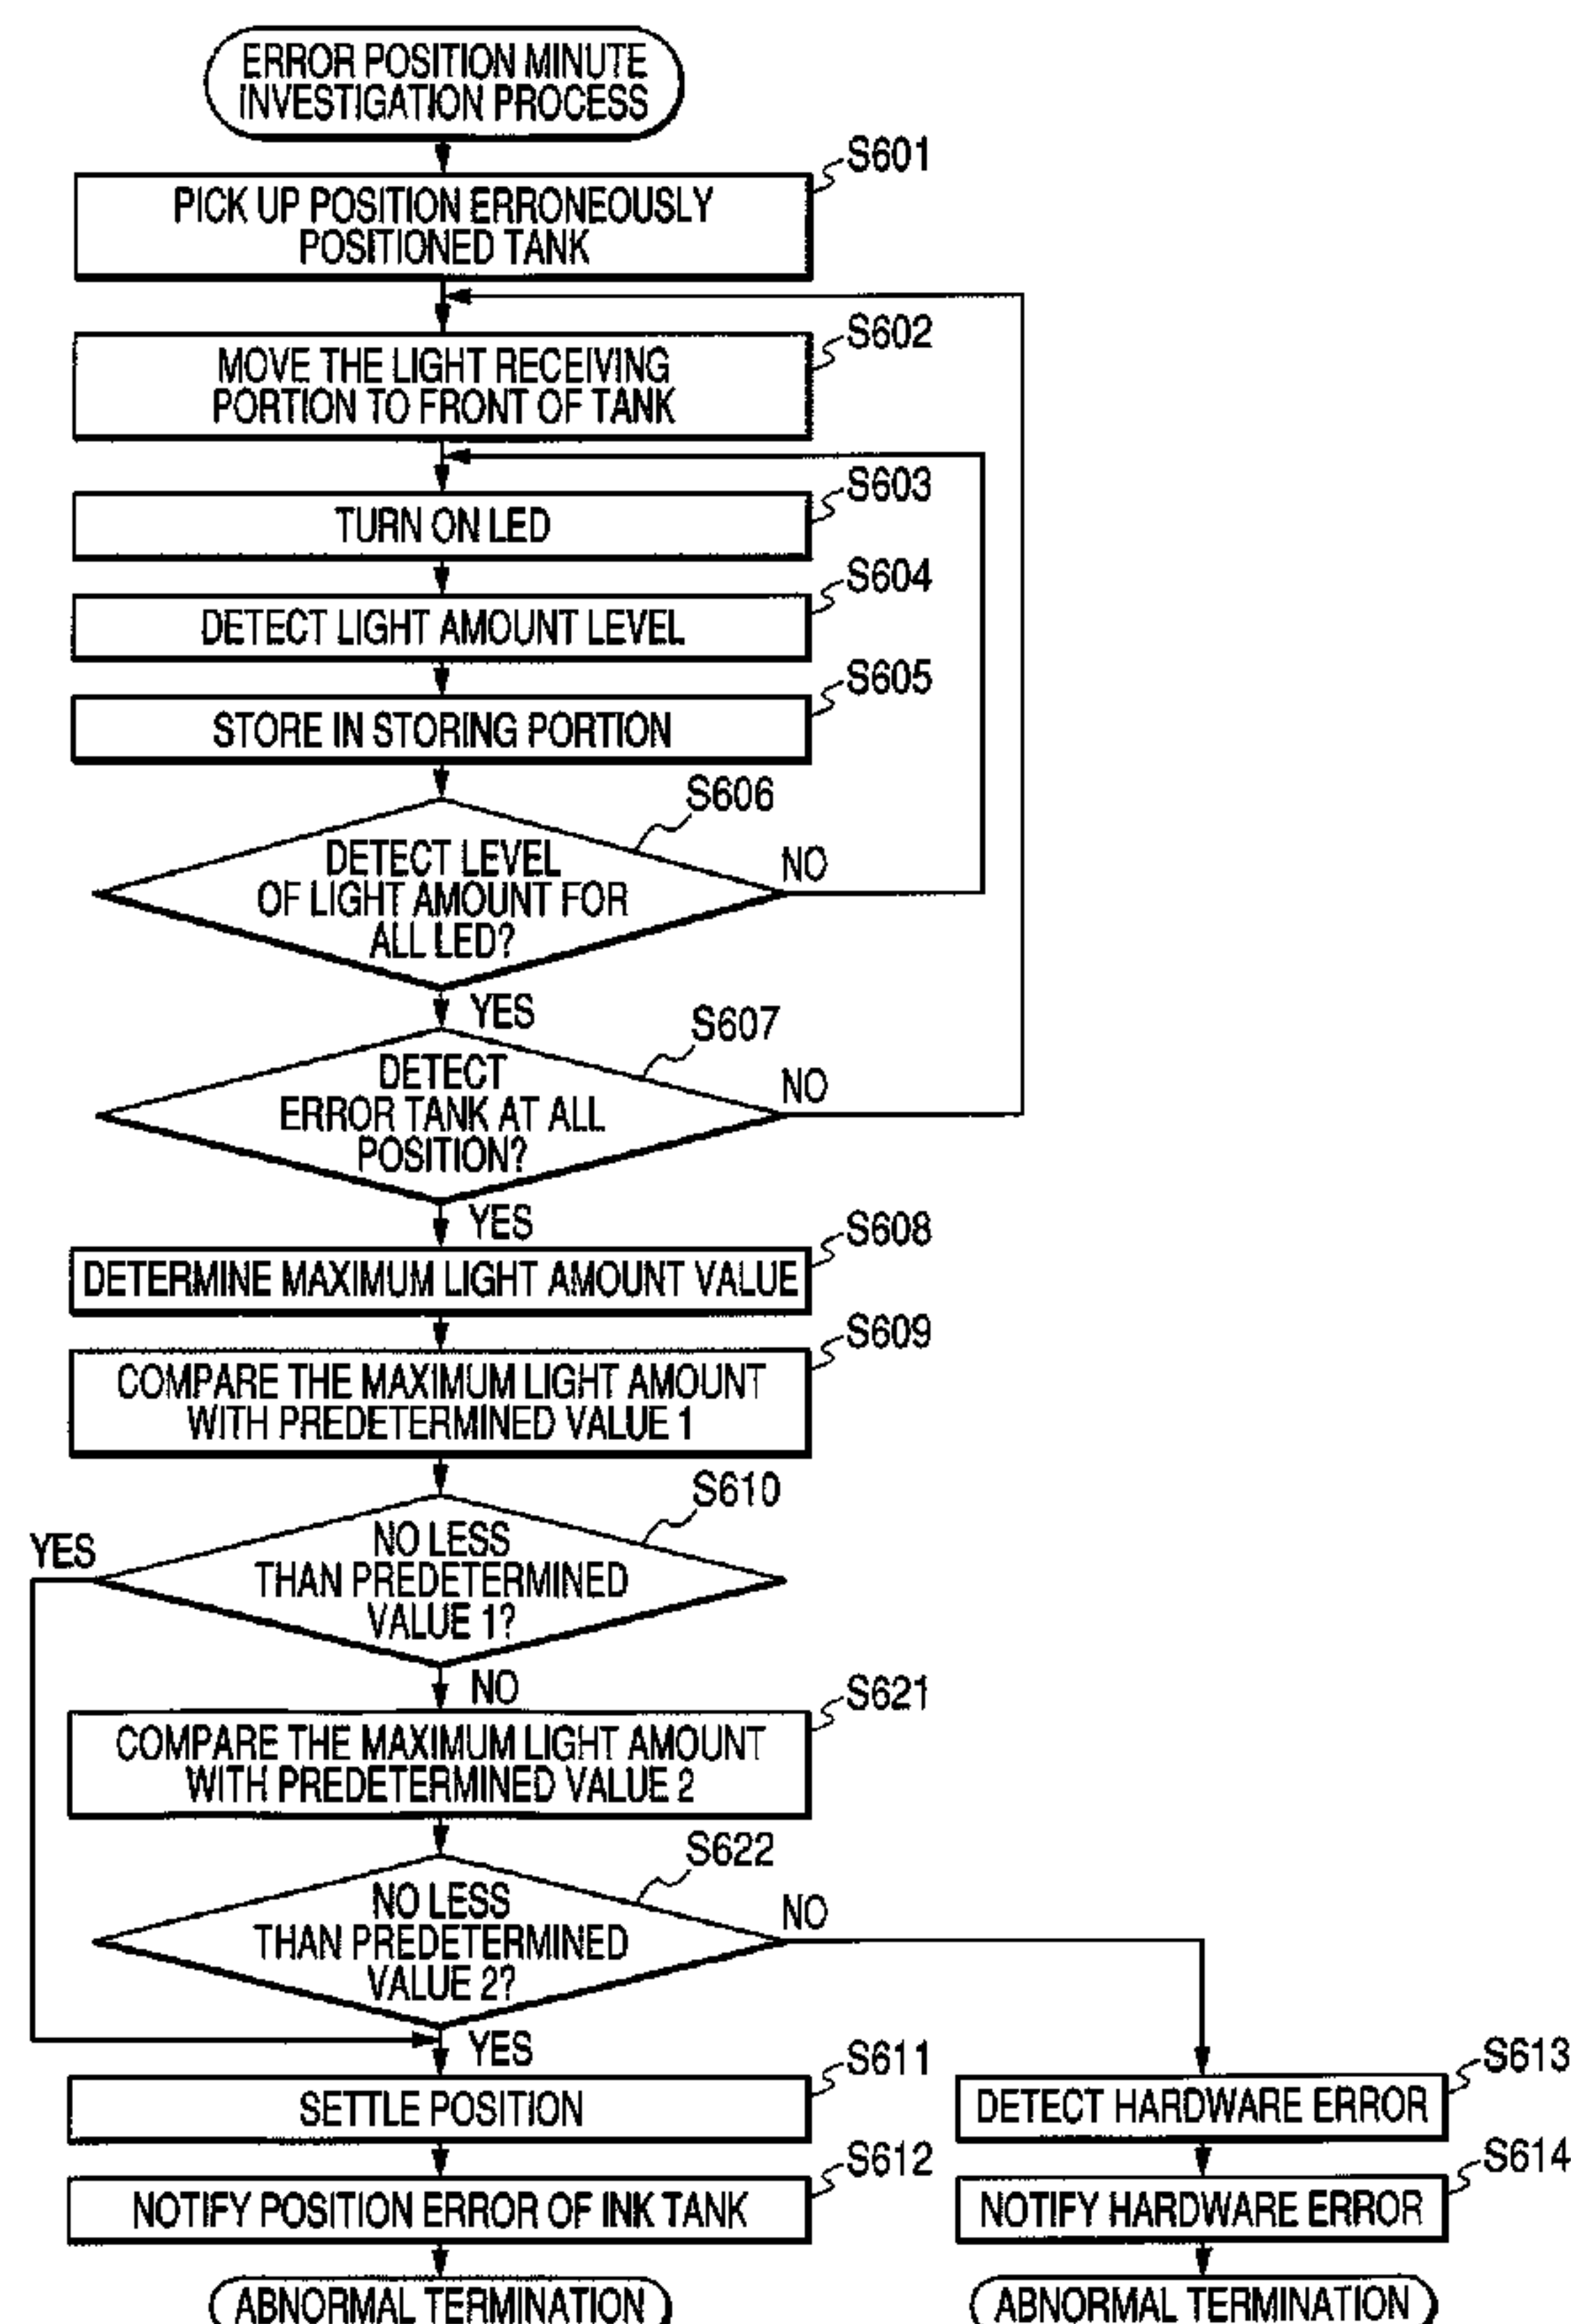 ERROR POSITION MINUTE
INVESTIGATION PROCESS
S601
PICK UP POSITION ERRONEOUSLY
POSITIONED TANK
S602
MOVE THE LIGHT RECEIVING
PORTION TO FRONT OF TANK
S603
TURN ON LED
S604
DETECT LIGHT AMOUNT LEVEL
S605
STORE IN STORING PORTION
S606
DETECT LEVEL
OF LIGHT AMOUNT FOR
ALL LED?
NO
YES
S607
DETECT
ERROR TANK AT ALL
POSITION?
NO
YES
S608
DETERMINE MAXIMUM LIGHT AMOUNT VALUE
S609
COMPARE THE MAXIMUM LIGHT AMOUNT
WITH PREDETERMINED VALUE 1
S610
YES
NO LESS
THAN PREDETERMINED
VALUE 1?
NO
S621
COMPARE THE MAXIMUM LIGHT AMOUNT
WITH PREDETERMINED VALUE 2
S622
NO LESS
THAN PREDETERMINED
VALUE 2?
NO
YES
S611
SETTLE POSITION
S612
NOTIFY POSITION ERROR OF INK TANK
ABNORMAL TERMINATION
S613
DETECT HARDWARE ERROR
S614
NOTIFY HARDWARE ERROR
ABNORMAL TERMINATION